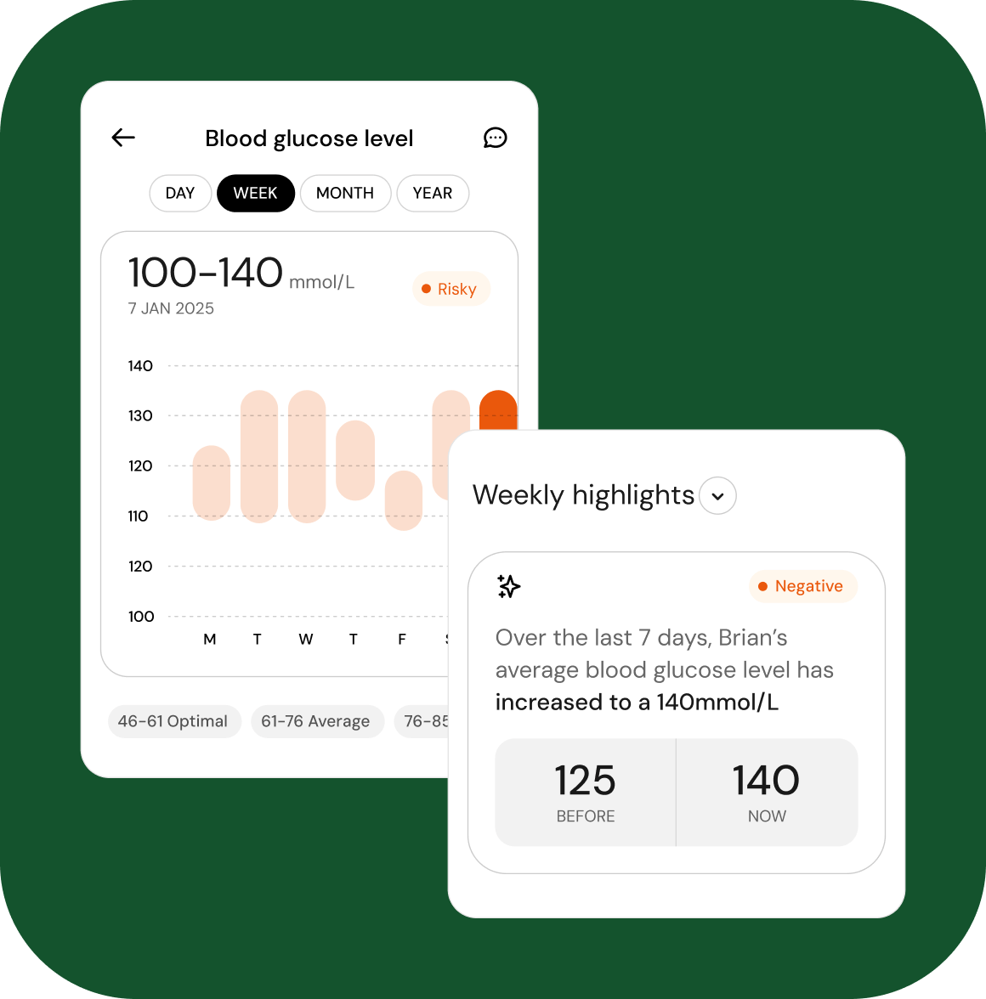 Blood glucose level
DAY WEEK MONTH YEAR
100–140 mmol/L
Risky
7 JAN 2025
140
130
120
110
120
100
M T W T F
46–61 Optimal 61–76 Average 76–85
Weekly highlights
Negative
Over the last 7 days, Brian’s
average blood glucose level has
increased to a 140mmol/L
125 140
BEFORE NOW